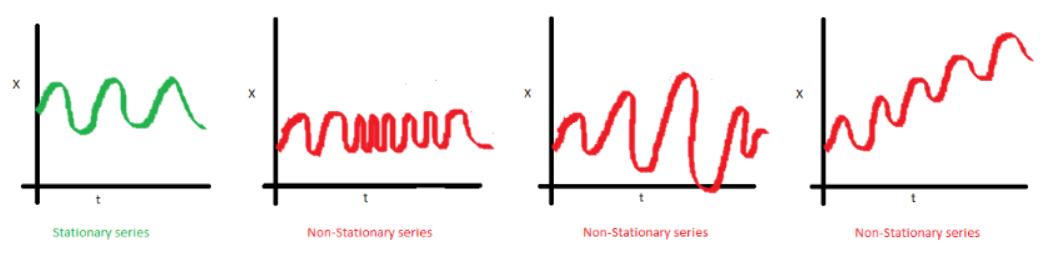 X
t
Stationary series
X
t
Non-Stationary series
X
t
Non-Stationary series
X
t
Non-Stationary series